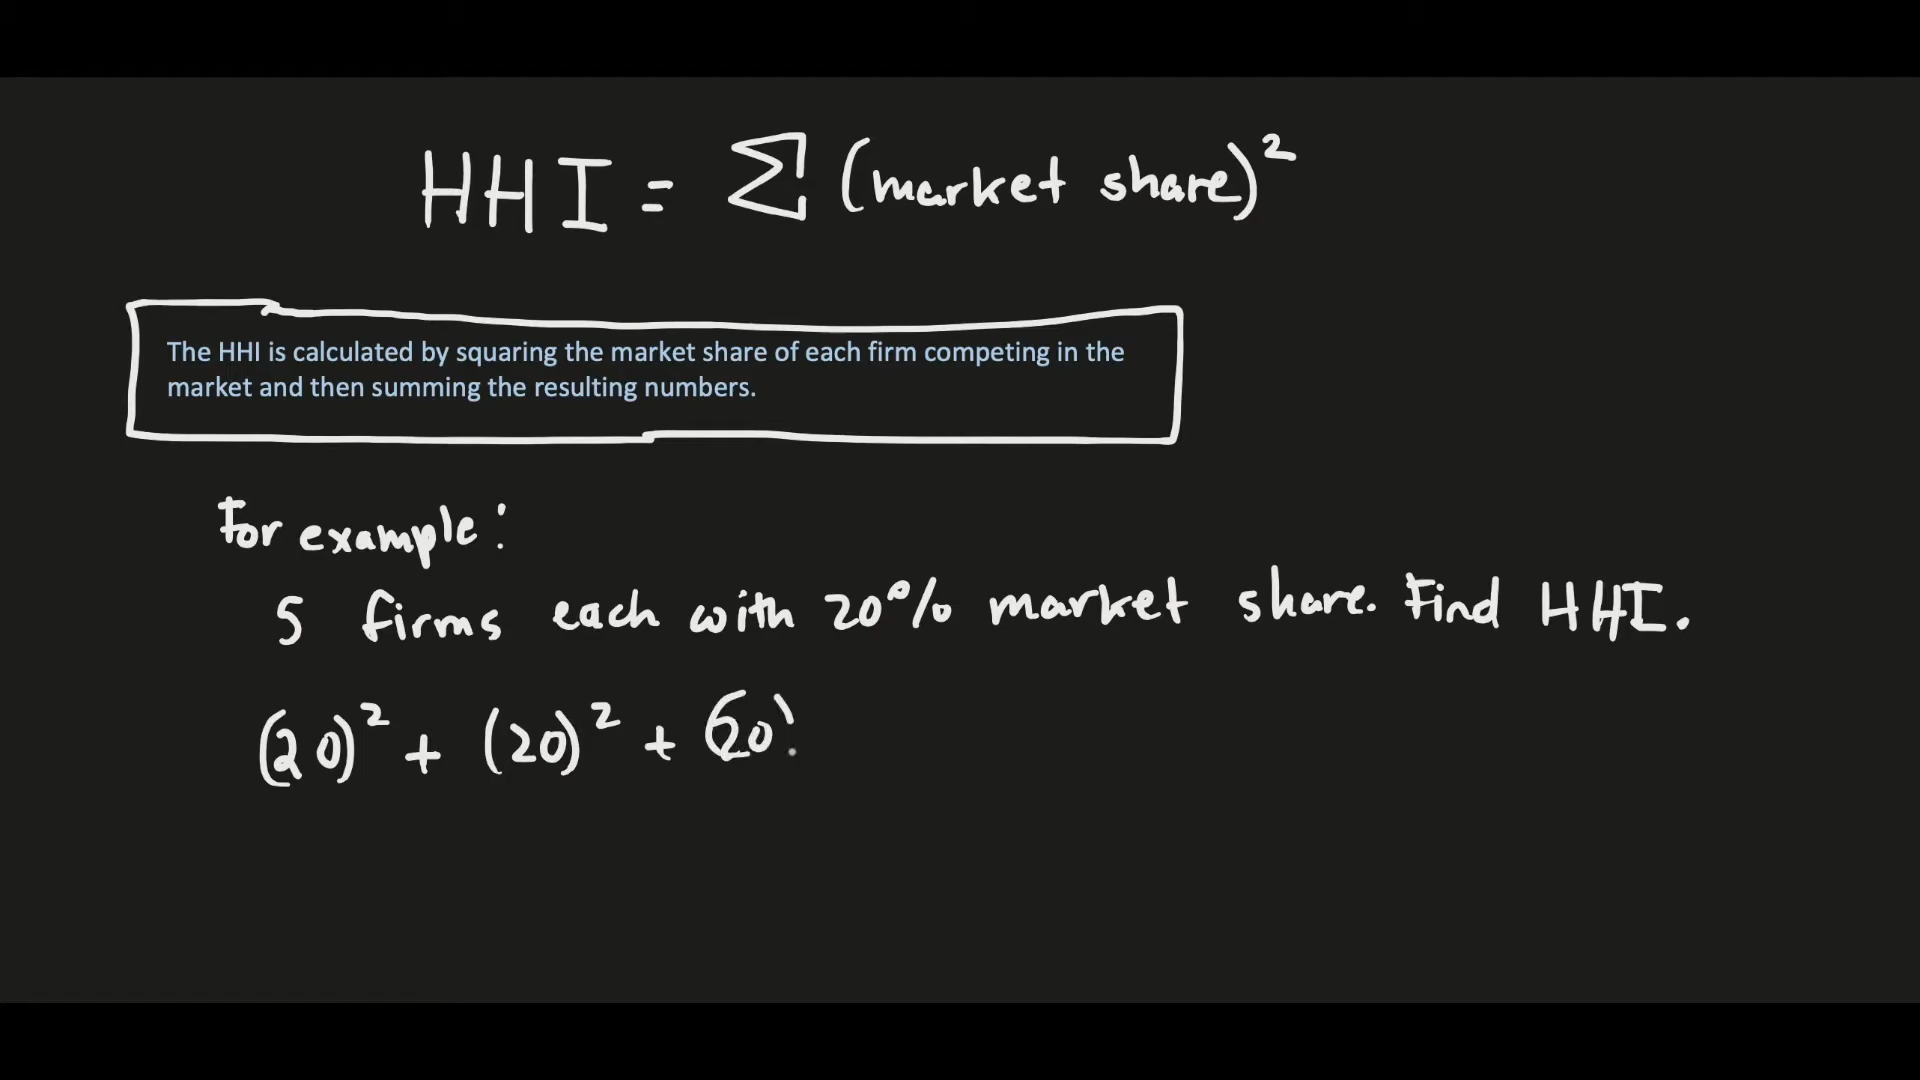 HHI = Σ (market share)²
The HHI is calculated by squaring the market share of each firm competing in the
market and then summing the resulting numbers.
For example:
5 firms each with 20% market share. Find HHI.
(20)² + (20)² + (20)